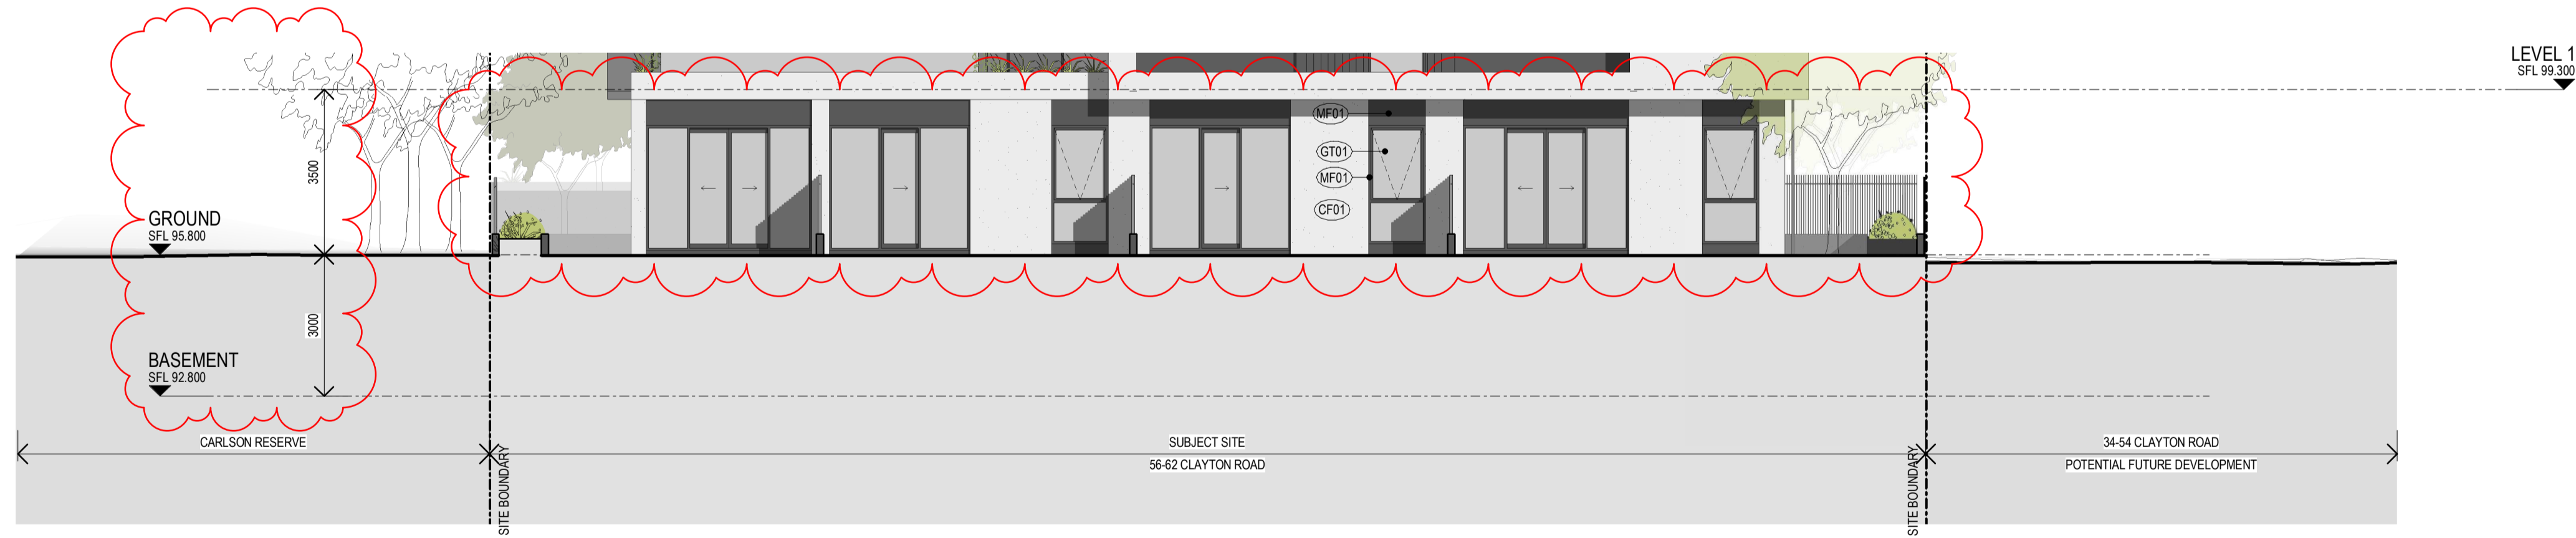 LEVEL 1
SFL 99.300
MF01
GT01
MF01
CF01
3500
GROUND
SFL 95.800
3000
BASEMENT
SFL 92.800
CARLSON RESERVE
SITE BOUNDARY
SUBJECT SITE
56-62 CLAYTON ROAD
SITE BOUNDARY
34-54 CLAYTON ROAD
POTENTIAL FUTURE DEVELOPMENT